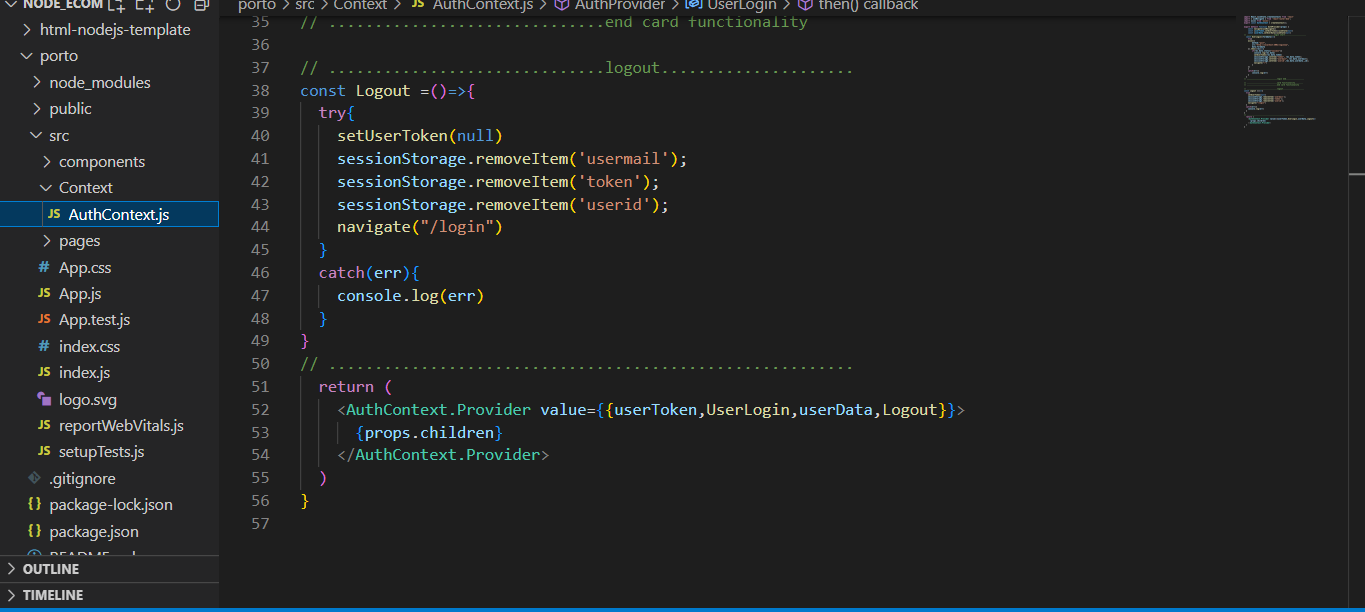 NODE_ECOM
html-nodejs-template
porto
node_modules
public
src
components
Context
JS AuthContext.js
pages
# App.css
JS App.js
JS App.test.js
# index.css
JS index.js
logo.svg
JS reportWebVitals.js
JS setupTests.js
.gitignore
{} package-lock.json
{} package.json
OUTLINE
TIMELINE
porto > src > Context > JS AuthContext.js > AuthProvider > UserLogin > then() callback
35 // ..............................end card functionality
36
37 // ..............................logout.....................
38 const Logout =()=>{
39 try{
40 setUserToken(null)
41 sessionStorage.removeItem('usermail');
42 sessionStorage.removeItem('token');
43 sessionStorage.removeItem('userid');
44 navigate("/login")
45 }
46 catch(err){
47 console.log(err)
48 }
49 }
50 // .........................................................
51 return (
52 <AuthContext.Provider value={{userToken,UserLogin,userData,Logout}}>
53 {props.children}
54 </AuthContext.Provider>
55 )
56 }
57